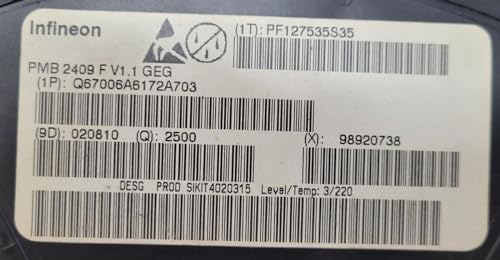 Infineon
(1T): PF127535S35
PMB 2409 F V1.1 GEG
(1P): Q67006A6172A703
(9D): 020810 (Q): 2500 (X): 98920738
DESG PROD SIKIT4020315 Level/Temp: 3/220